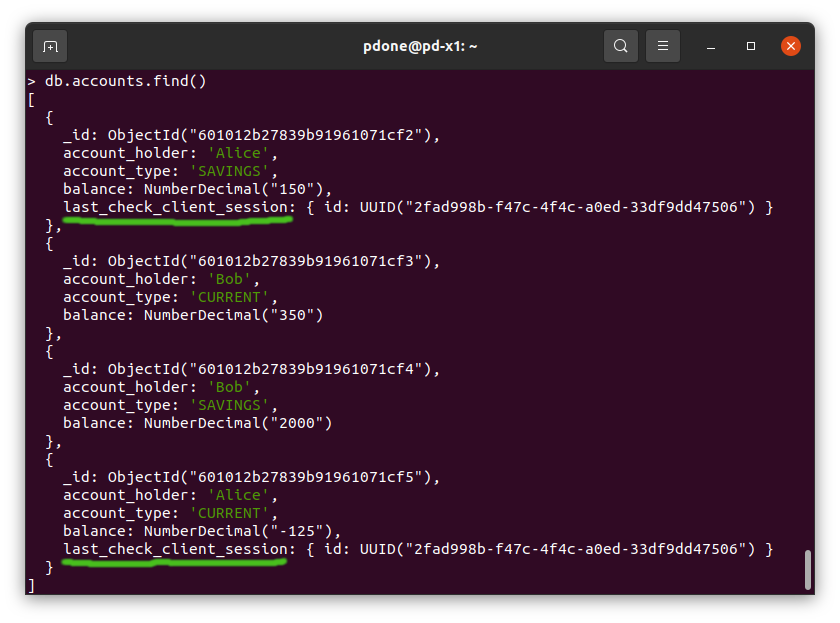 pdone@pd-x1: ~
> db.accounts.find()
[
  {
    _id: ObjectId("601012b27839b91961071cf2"),
    account_holder: 'Alice',
    account_type: 'SAVINGS',
    balance: NumberDecimal("150"),
    last_check_client_session: { id: UUID("2fad998b-f47c-4f4c-a0ed-33df9dd47506") }
  },
  {
    _id: ObjectId("601012b27839b91961071cf3"),
    account_holder: 'Bob',
    account_type: 'CURRENT',
    balance: NumberDecimal("350")
  },
  {
    _id: ObjectId("601012b27839b91961071cf4"),
    account_holder: 'Bob',
    account_type: 'SAVINGS',
    balance: NumberDecimal("2000")
  },
  {
    _id: ObjectId("601012b27839b91961071cf5"),
    account_holder: 'Alice',
    account_type: 'CURRENT',
    balance: NumberDecimal("-125"),
    last_check_client_session: { id: UUID("2fad998b-f47c-4f4c-a0ed-33df9dd47506") }
  }
]